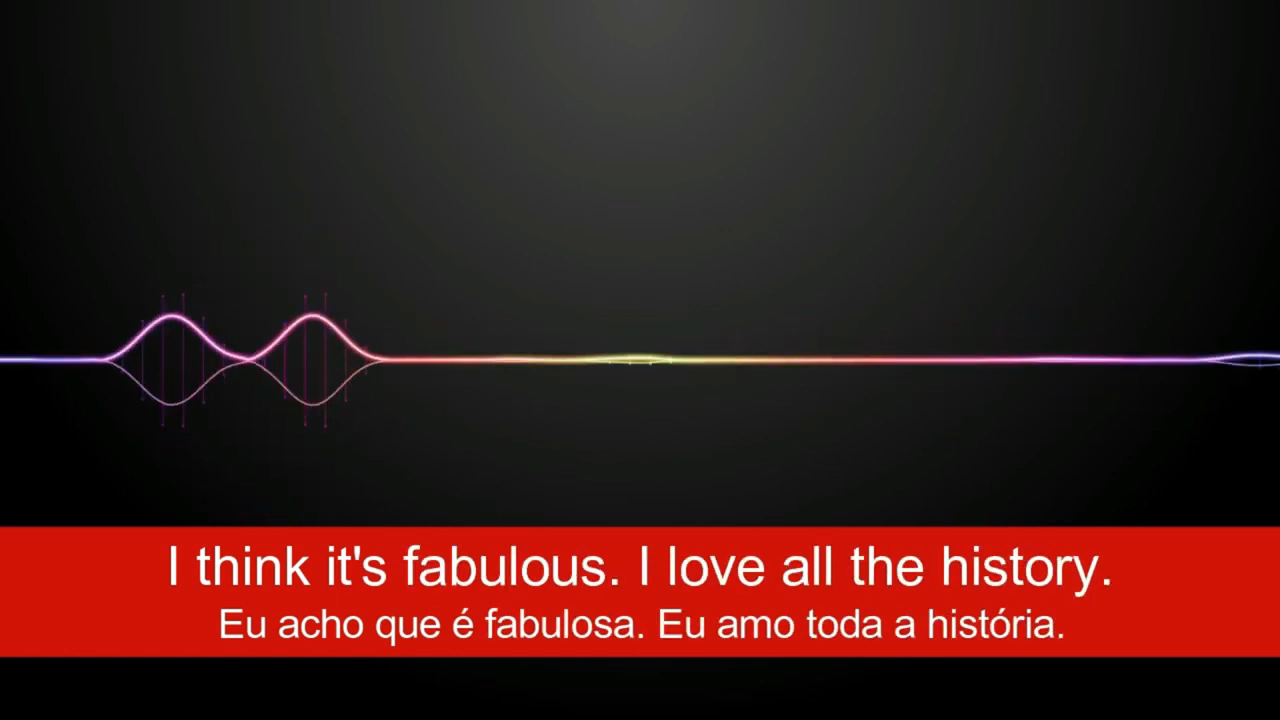 I think it's fabulous. I love all the history.
Eu acho que é fabulosa. Eu amo toda a história.